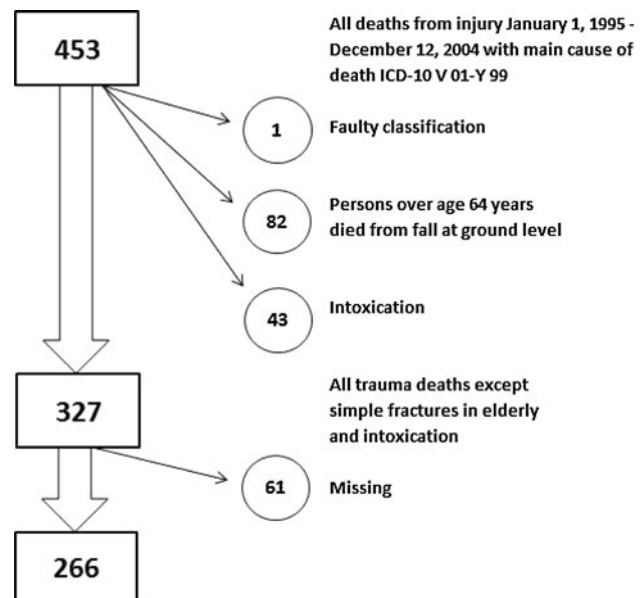 453
All deaths from injury January 1, 1995 -
December 12, 2004 with main cause of
death ICD-10 V 01-Y 99
1
Faulty classification
82
Persons over age 64 years
died from fall at ground level
43
Intoxication
327
All trauma deaths except
simple fractures in elderly
and intoxication
61
Missing
266